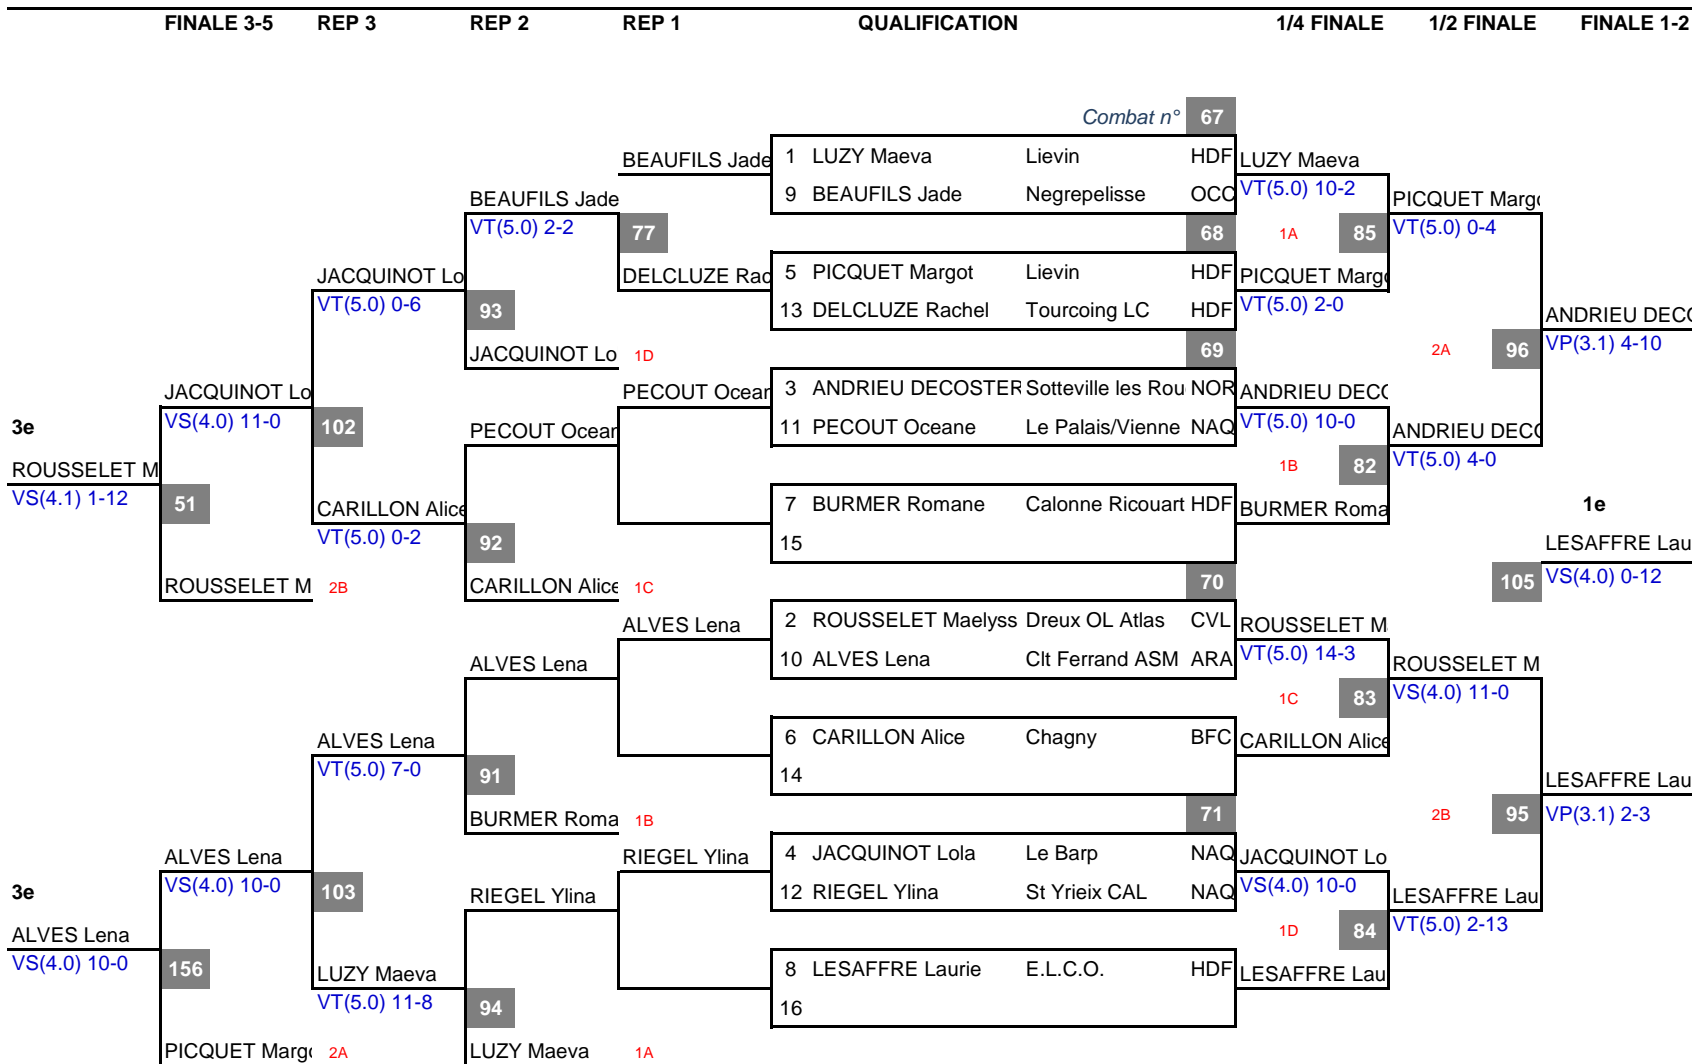 FINALE 3-5 REP 3 REP 2 REP 1 QUALIFICATION 1/4 FINALE 1/2 FINALE FINALE 1-2
Combat n° 67
BEAUFILS Jade 1 LUZY Maeva Lievin HDF LUZY Maeva
BEAUFILS Jade 9 BEAUFILS Jade Negrepelisse OCC VT(5.0) 10-2 PICQUET Marg
VT(5.0) 2-2 77 68 1A 85 VT(5.0) 0-4
JACQUINOT Lo DELCLUZE Rac 5 PICQUET Margot Lievin HDF PICQUET Marg
VT(5.0) 0-6 93 13 DELCLUZE Rachel Tourcoing LC HDF VT(5.0) 2-0 ANDRIEU DECO
JACQUINOT Lo 1D 69 2A 96 VP(3.1) 4-10
JACQUINOT Lo PECOUT Ocean 3 ANDRIEU DECOSTER Sotteville les Rou NOR ANDRIEU DECO
3e VS(4.0) 11-0 102 PECOUT Ocean 11 PECOUT Oceane Le Palais/Vienne NAQ VT(5.0) 10-0 ANDRIEU DECO
ROUSSELET M 1B 82 VT(5.0) 4-0
VS(4.1) 1-12 51 CARILLON Alice 7 BURMER Romane Calonne Ricouart HDF BURMER Roma 1e
VT(5.0) 0-2 92 15 LESAFFRE Lau
ROUSSELET M 2B CARILLON Alice 1C 70 105 VS(4.0) 0-12
ALVES Lena 2 ROUSSELET Maelyss Dreux OL Atlas CVL ROUSSELET M
ALVES Lena 10 ALVES Lena Clt Ferrand ASM ARA VT(5.0) 14-3 ROUSSELET M
1C 83 VS(4.0) 11-0
ALVES Lena 6 CARILLON Alice Chagny BFC CARILLON Alice
VT(5.0) 7-0 91 14 LESAFFRE Lau
BURMER Roma 1B 71 2B 95 VP(3.1) 2-3
ALVES Lena RIEGEL Ylina 4 JACQUINOT Lola Le Barp NAQ JACQUINOT Lo
3e VS(4.0) 10-0 103 RIEGEL Ylina 12 RIEGEL Ylina St Yrieix CAL NAQ VS(4.0) 10-0 LESAFFRE Lau
ALVES Lena 1D 84 VT(5.0) 2-13
VS(4.0) 10-0 156 LUZY Maeva 8 LESAFFRE Laurie E.L.C.O. HDF LESAFFRE Lau
VT(5.0) 11-8 94 16
PICQUET Marg 2A LUZY Maeva 1A